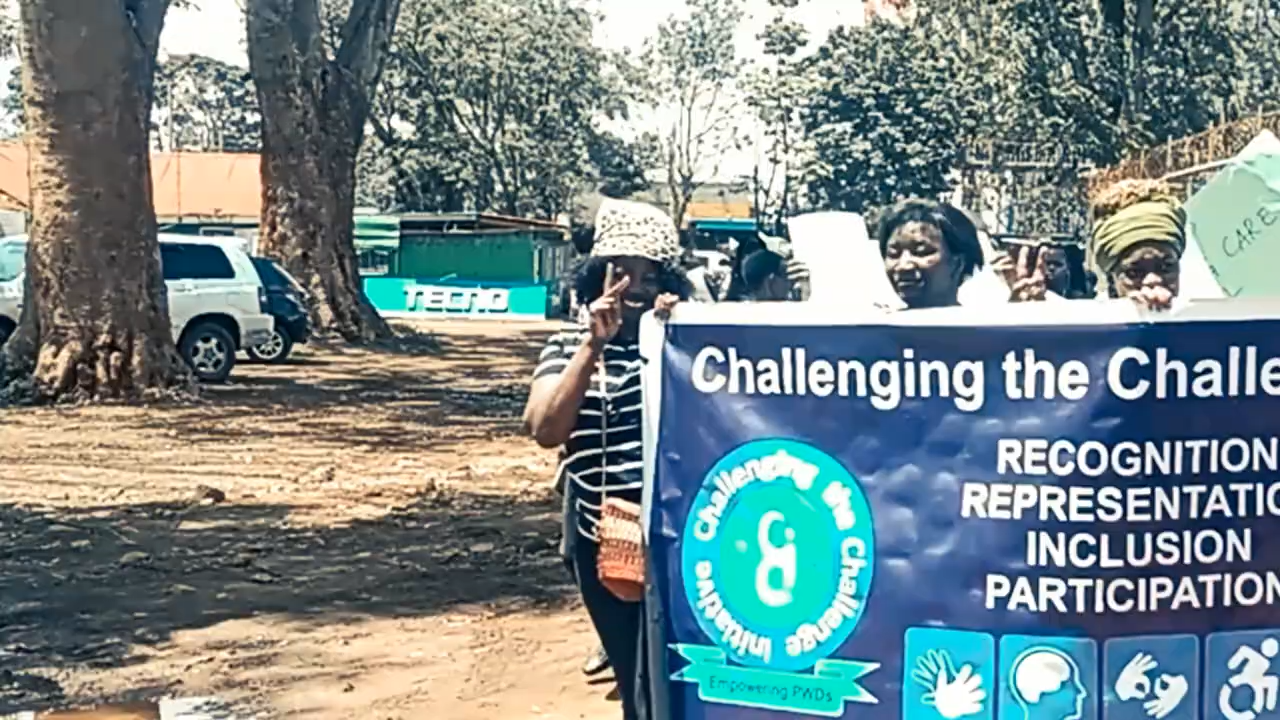 TECNO
CARE
Challenging the Challe
RECOGNITION
REPRESENTATIO
INCLUSION
PARTICIPATION
Challenging the Challenge Initiative
Empowering PWDs